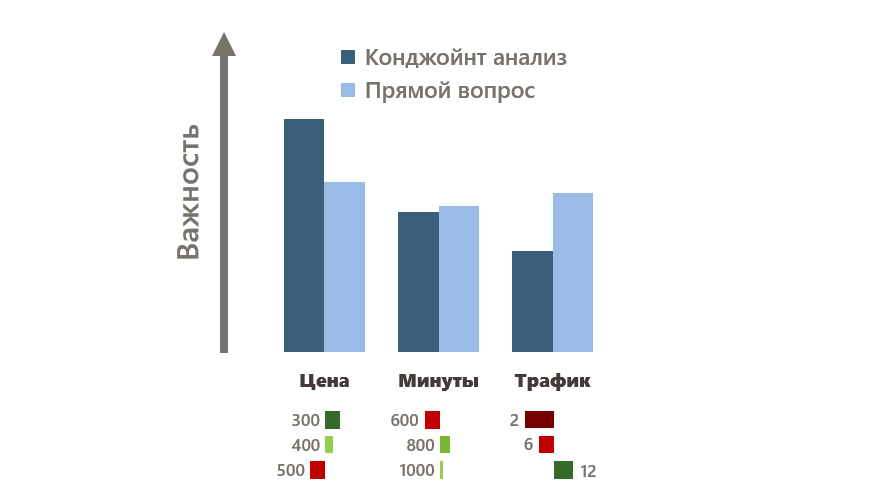 Конджойнт анализ
Прямой вопрос
Важность
Цена Минуты Трафик
300 600 2
400 800 6
500 1000 12